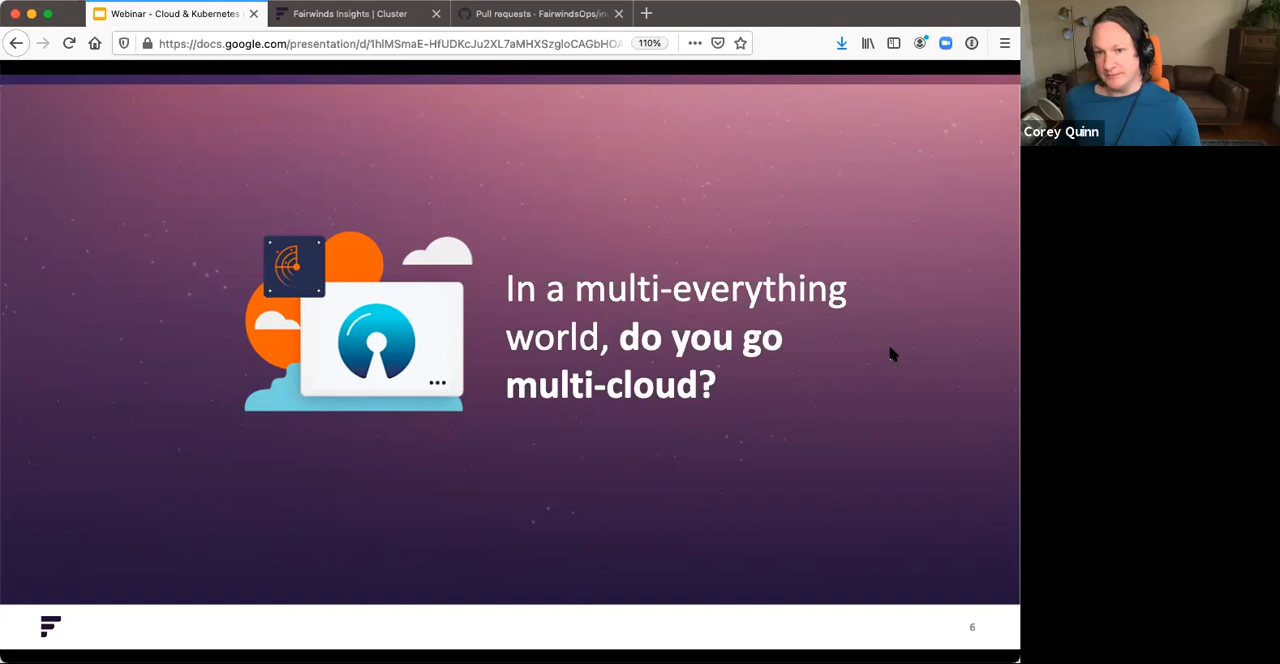 Webinar - Cloud & Kubernetes
Fairwinds Insights | Cluster
Pull requests · FairwindsOps/in
https://docs.google.com/presentation/d/1hlMSmaE-HfUDKcJu2XL7aMHXSzgloCAGbHO
110%
Corey Quinn
In a multi-everything
world, do you go
multi-cloud?
6